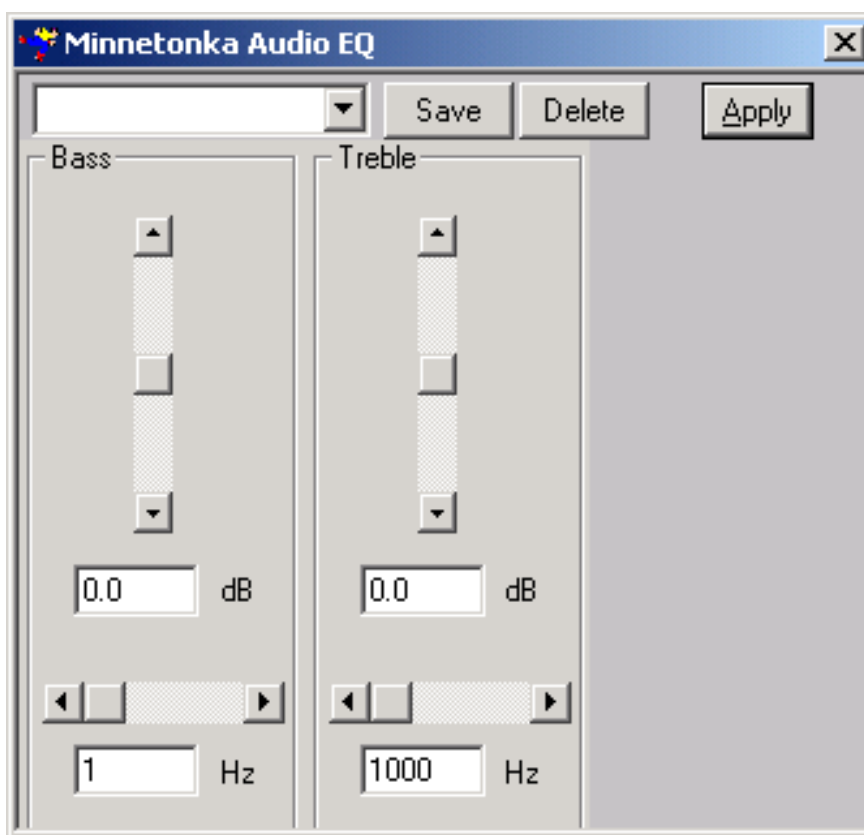 Minnetonka Audio EQ
Save Delete Apply
Bass Treble
0.0 dB 0.0 dB
1 Hz 1000 Hz